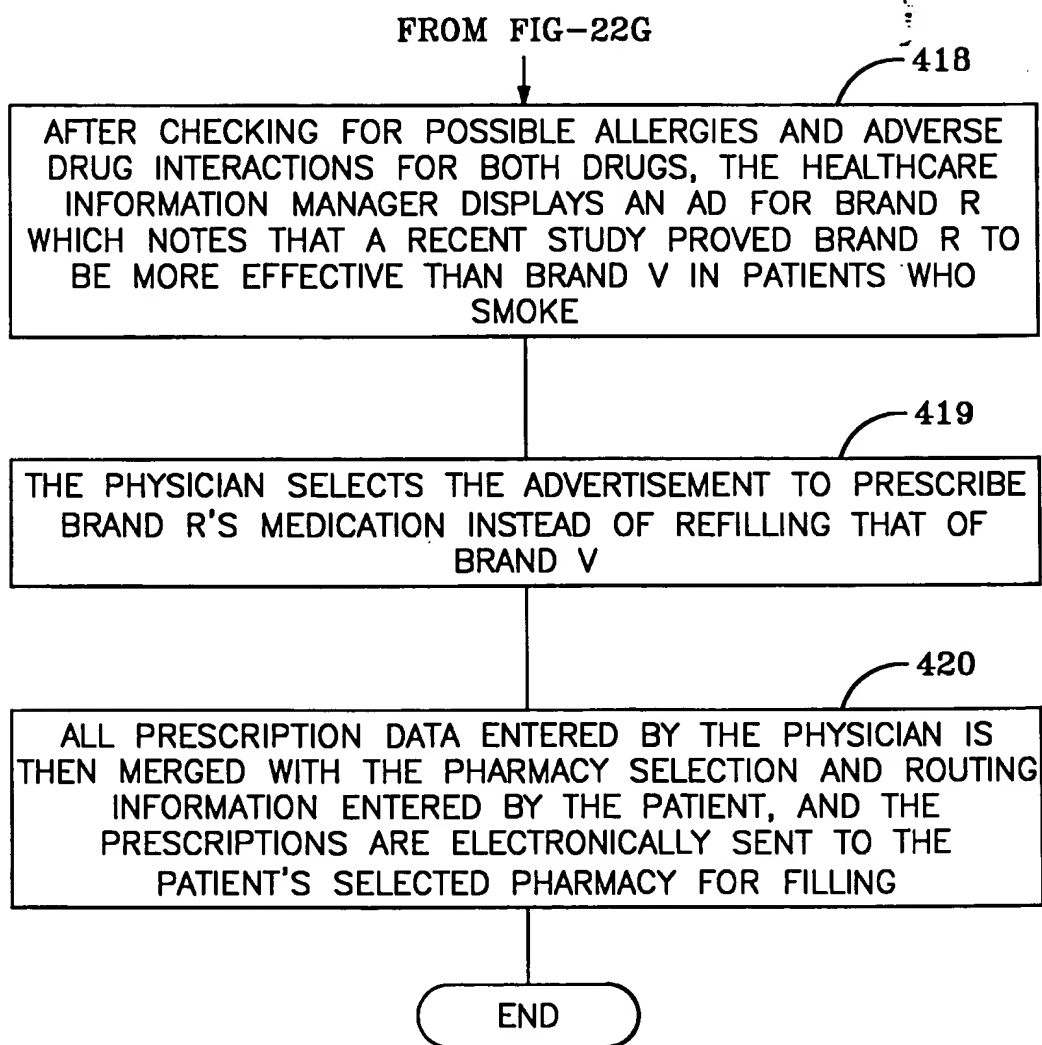 FROM FIG-22G
418
AFTER CHECKING FOR POSSIBLE ALLERGIES AND ADVERSE
DRUG INTERACTIONS FOR BOTH DRUGS, THE HEALTHCARE
INFORMATION MANAGER DISPLAYS AN AD FOR BRAND R
WHICH NOTES THAT A RECENT STUDY PROVED BRAND R TO
BE MORE EFFECTIVE THAN BRAND V IN PATIENTS WHO
SMOKE
419
THE PHYSICIAN SELECTS THE ADVERTISEMENT TO PRESCRIBE
BRAND R'S MEDICATION INSTEAD OF REFILLING THAT OF
BRAND V
420
ALL PRESCRIPTION DATA ENTERED BY THE PHYSICIAN IS
THEN MERGED WITH THE PHARMACY SELECTION AND ROUTING
INFORMATION ENTERED BY THE PATIENT, AND THE
PRESCRIPTIONS ARE ELECTRONICALLY SENT TO THE
PATIENT'S SELECTED PHARMACY FOR FILLING
END